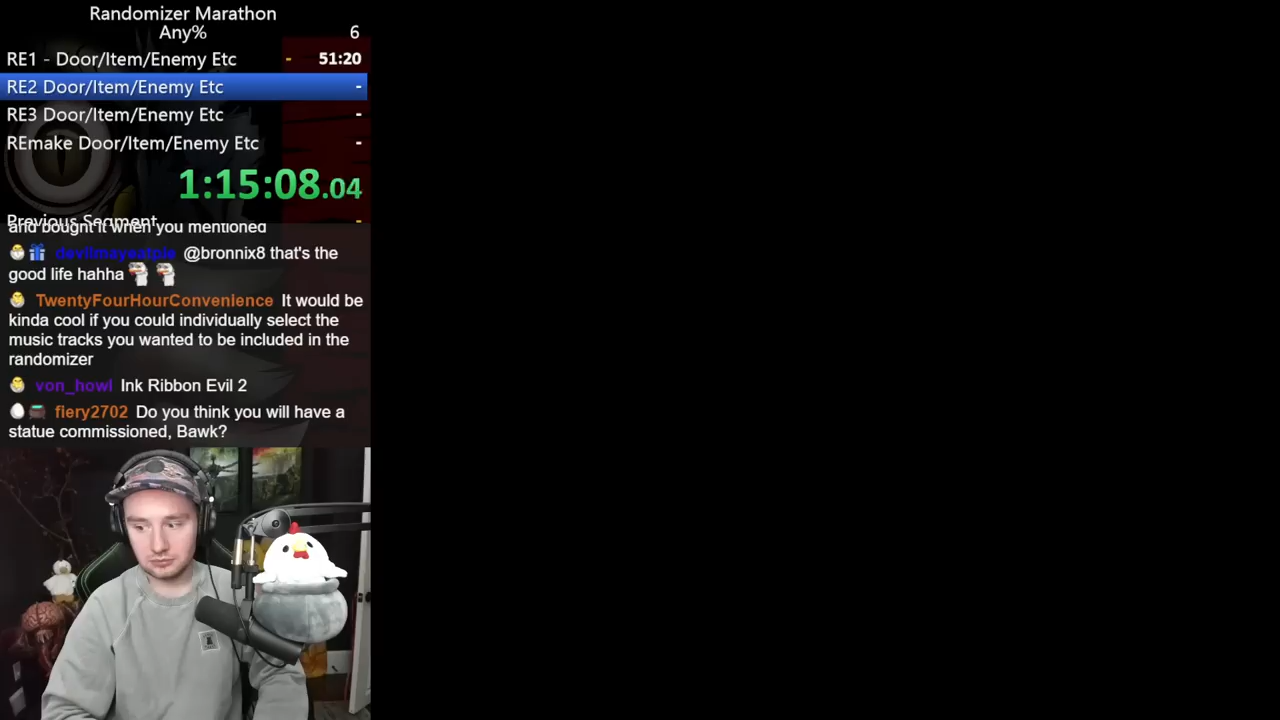 Randomizer Marathon
Any% 6
RE1 - Door/Item/Enemy Etc - 51:20
RE2 Door/Item/Enemy Etc -
RE3 Door/Item/Enemy Etc -
REmake Door/Item/Enemy Etc -
1:15:08.04
Previous Segment -
and bought it when you mentioned
devilmayeatpie @bronnix8 that's the
good life hahha
TwentyFourHourConvenience It would be
kinda cool if you could individually select the
music tracks you wanted to be included in the
randomizer
von_howl Ink Ribbon Evil 2
fiery2702 Do you think you will have a
statue commissioned, Bawk?